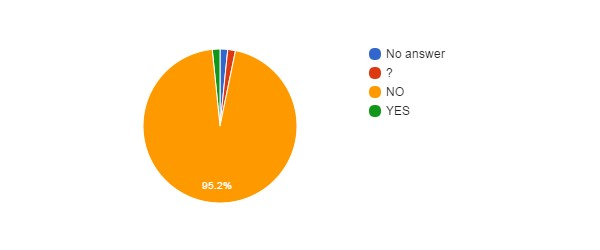 No answer
?
NO
YES
95.2%